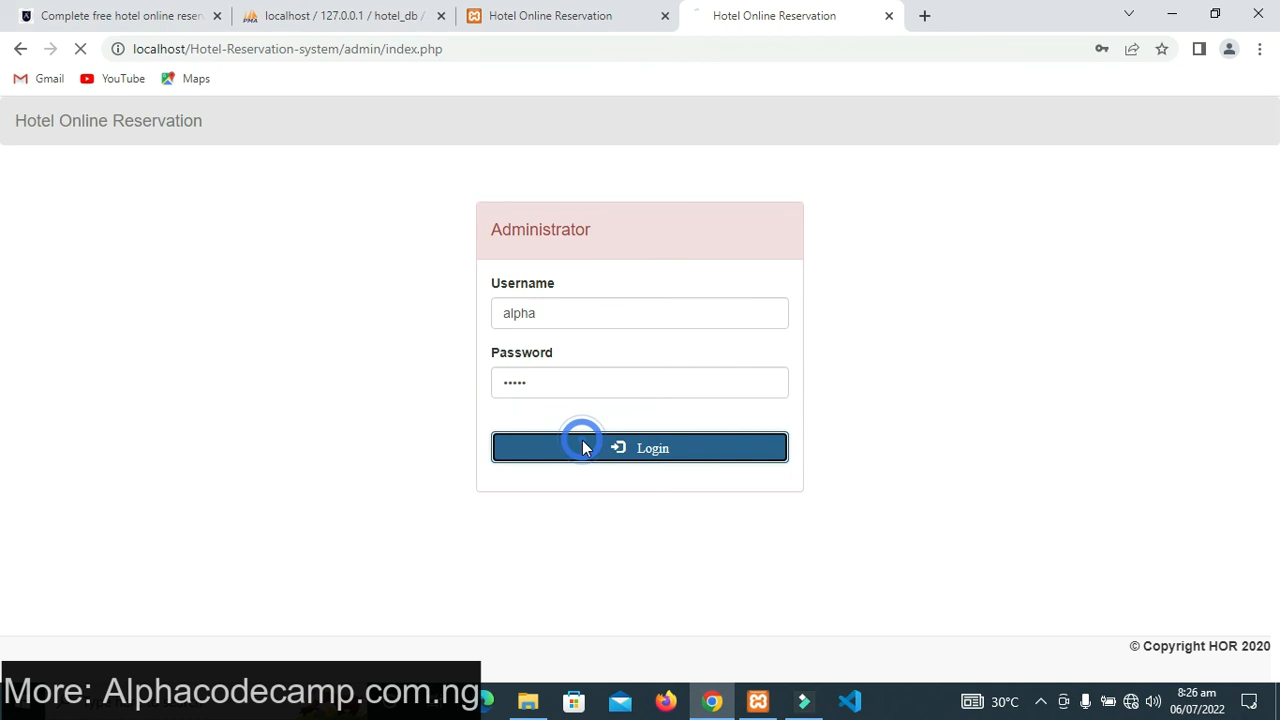 Complete free hotel online reser
localhost / 127.0.0.1 / hotel_db /
Hotel Online Reservation
Hotel Online Reservation
localhost/Hotel-Reservation-system/admin/index.php
Gmail
YouTube
Maps
Hotel Online Reservation
Administrator
Username
alpha
Password
•••••
Login
© Copyright HOR 2020
More: Alphacodecamp.com.ng
30°C
8:26 am
06/07/2022